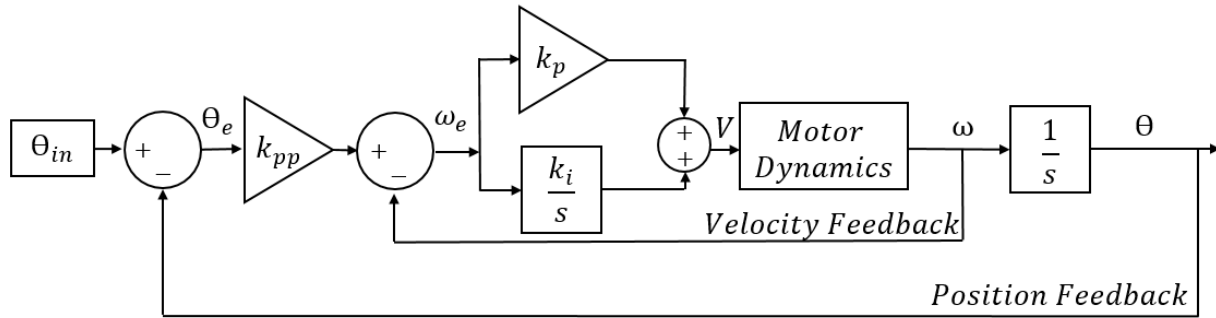 ϴ_in
+
−
ϴ_e
k_pp
+
−
ω_e
k_p
k_i
s
+
+
V
Motor
Dynamics
ω
1
s
ϴ
Velocity Feedback
Position Feedback